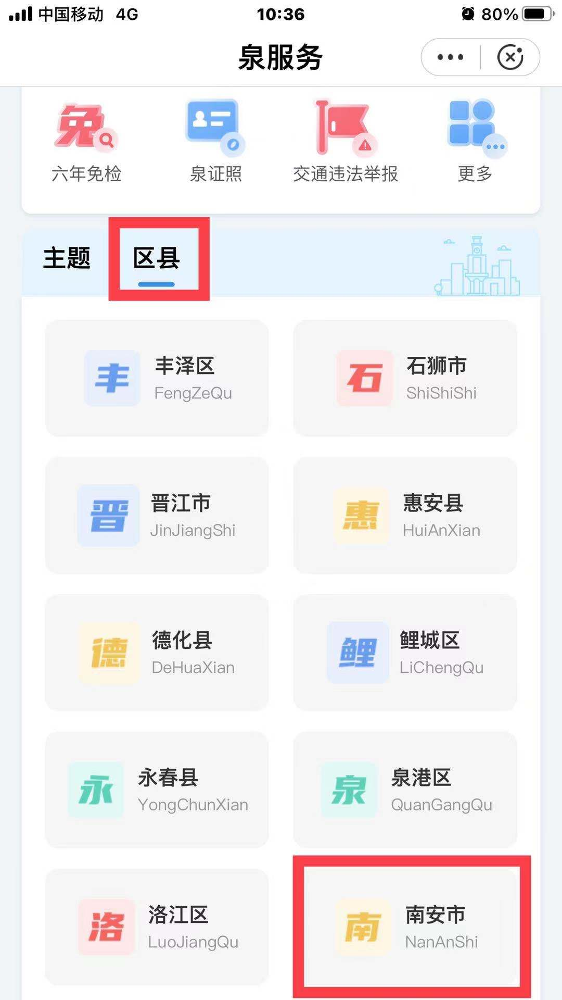 中国移动 4G 10:36 80%
泉服务
免
六年免检 泉证照 交通违法举报 更多
主题 区县
丰 丰泽区
FengZeQu
石 石狮市
ShiShiShi
晋 晋江市
JinJiangShi
惠 惠安县
HuiAnXian
德 德化县
DeHuaXian
鲤 鲤城区
LiChengQu
永 永春县
YongChunXian
泉 泉港区
QuanGangQu
洛 洛江区
LuoJiangQu
南 南安市
NanAnShi